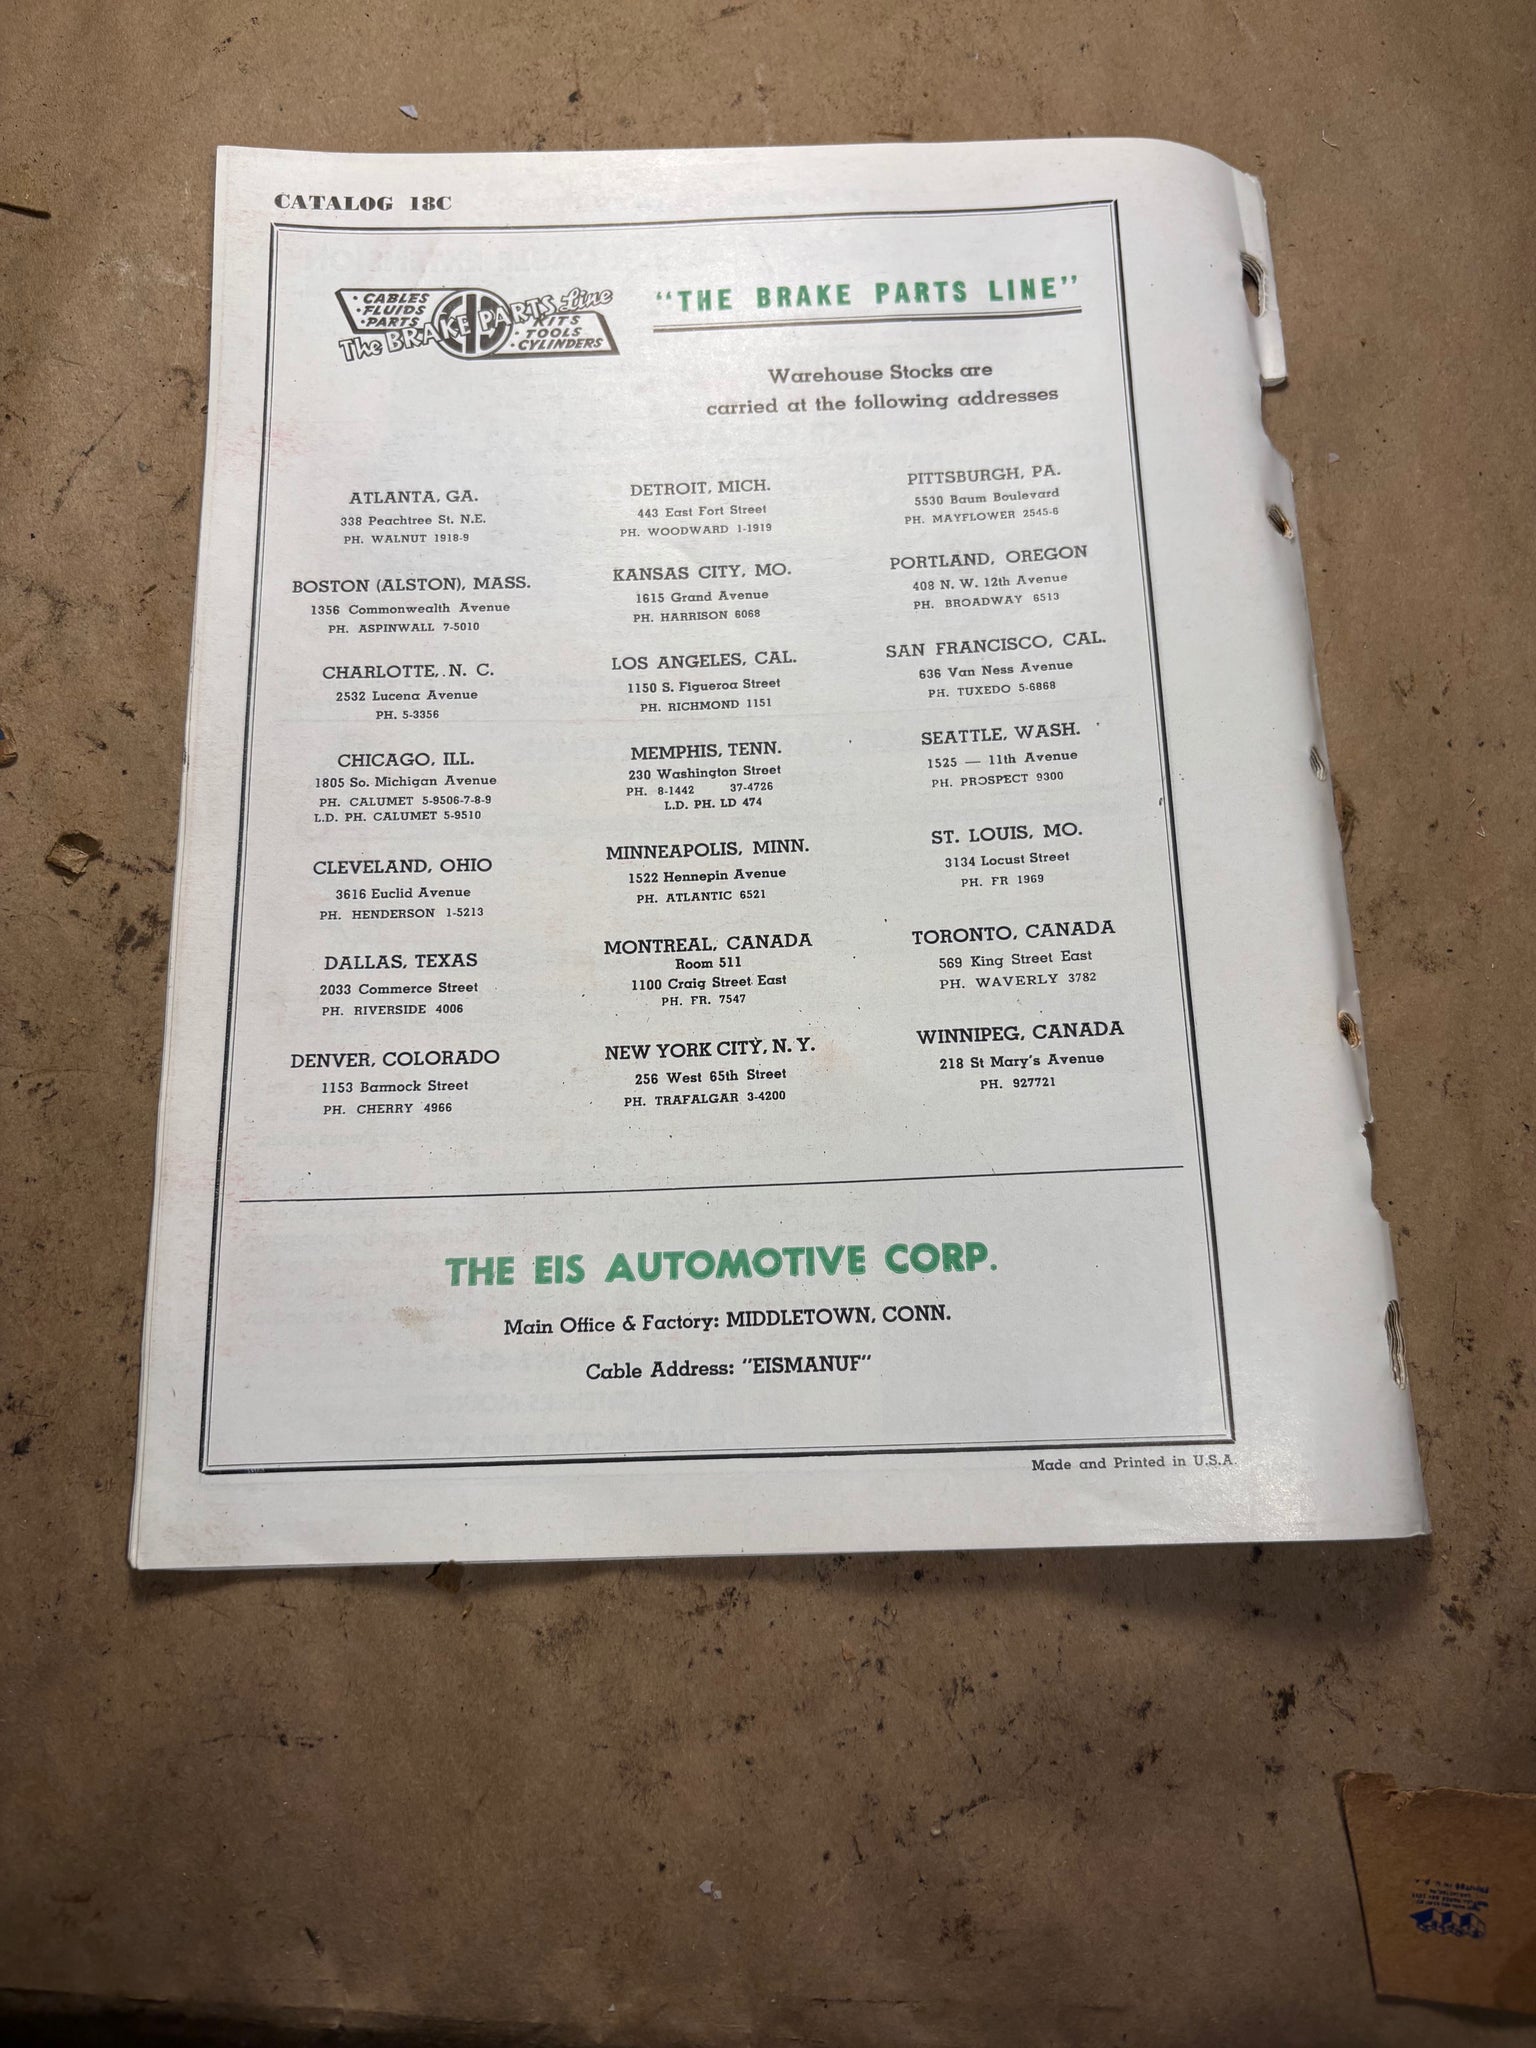 CATALOG 18C
· CABLES
· FLUIDS
· PARTS
The BRAKE PARTS Line
EIS
KITS
· TOOLS
· CYLINDERS
"THE BRAKE PARTS LINE"
Warehouse Stocks are
carried at the following addresses
ATLANTA, GA.
338 Peachtree St. N.E.
PH. WALNUT 1918-9
BOSTON (ALSTON), MASS.
1356 Commonwealth Avenue
PH. ASPINWALL 7-5010
CHARLOTTE, N. C.
2532 Lucena Avenue
PH. 5-3356
CHICAGO, ILL.
1805 So. Michigan Avenue
PH. CALUMET 5-9506-7-8-9
L.D. PH. CALUMET 5-9510
CLEVELAND, OHIO
3616 Euclid Avenue
PH. HENDERSON 1-5213
DALLAS, TEXAS
2033 Commerce Street
PH. RIVERSIDE 4006
DENVER, COLORADO
1153 Bannock Street
PH. CHERRY 4966
DETROIT, MICH.
443 East Fort Street
PH. WOODWARD 1-1919
KANSAS CITY, MO.
1615 Grand Avenue
PH. HARRISON 6068
LOS ANGELES, CAL.
1150 S. Figueroa Street
PH. RICHMOND 1151
MEMPHIS, TENN.
230 Washington Street
PH. 8-1442 37-4726
L.D. PH. LD 474
MINNEAPOLIS, MINN.
1522 Hennepin Avenue
PH. ATLANTIC 6521
MONTREAL, CANADA
Room 511
1100 Craig Street East
PH. FR. 7547
NEW YORK CITY, N. Y.
256 West 65th Street
PH. TRAFALGAR 3-4200
PITTSBURGH, PA.
5530 Baum Boulevard
PH. MAYFLOWER 2545-6
PORTLAND, OREGON
408 N. W. 12th Avenue
PH. BROADWAY 6513
SAN FRANCISCO, CAL.
636 Van Ness Avenue
PH. TUXEDO 5-6868
SEATTLE, WASH.
1525 — 11th Avenue
PH. PROSPECT 9300
ST. LOUIS, MO.
3134 Locust Street
PH. FR 1969
TORONTO, CANADA
569 King Street East
PH. WAVERLY 3782
WINNIPEG, CANADA
218 St Mary's Avenue
PH. 927721
THE EIS AUTOMOTIVE CORP.
Main Office & Factory: MIDDLETOWN, CONN.
Cable Address: "EISMANUF"
Made and Printed in U.S.A.